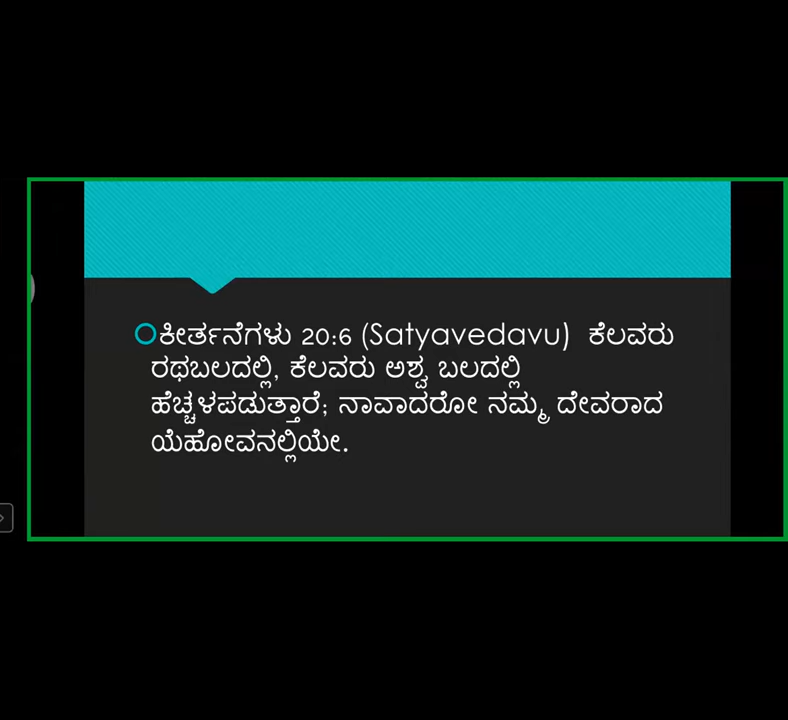 ಕೀರ್ತನೆಗಳು 20:6 (Satyavedavu) ಕೆಲವರು
ರಥಬಲದಲ್ಲಿ, ಕೆಲವರು ಅಶ್ವ ಬಲದಲ್ಲಿ
ಹೆಚ್ಚಳಪಡುತ್ತಾರೆ; ನಾವಾದರೋ ನಮ್ಮ ದೇವರಾದ
ಯೆಹೋವನಲ್ಲಿಯೇ.